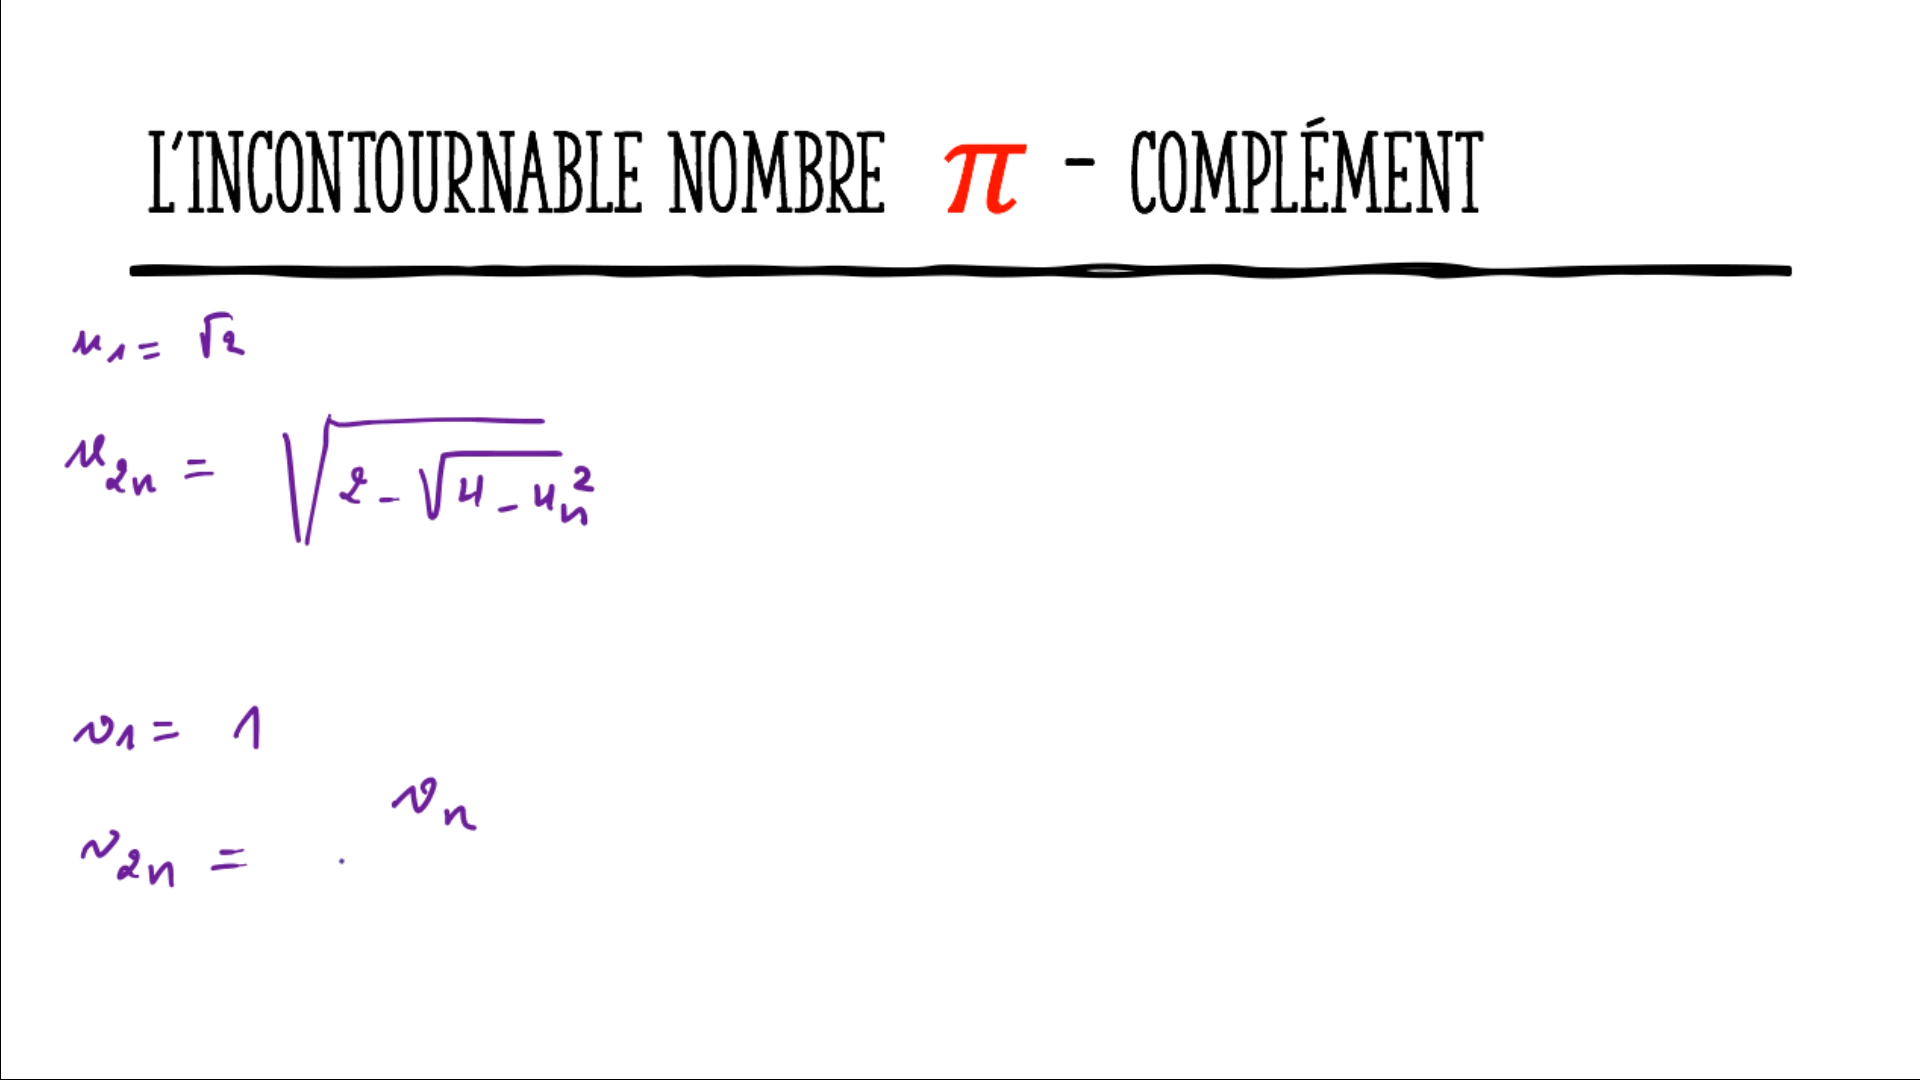 L'INCONTOURNABLE NOMBRE π - COMPLÉMENT
u₁ = √2
u₂ₙ = √(2 - √(4 - uₙ²))
v₁ = 1
vₙ
v₂ₙ =